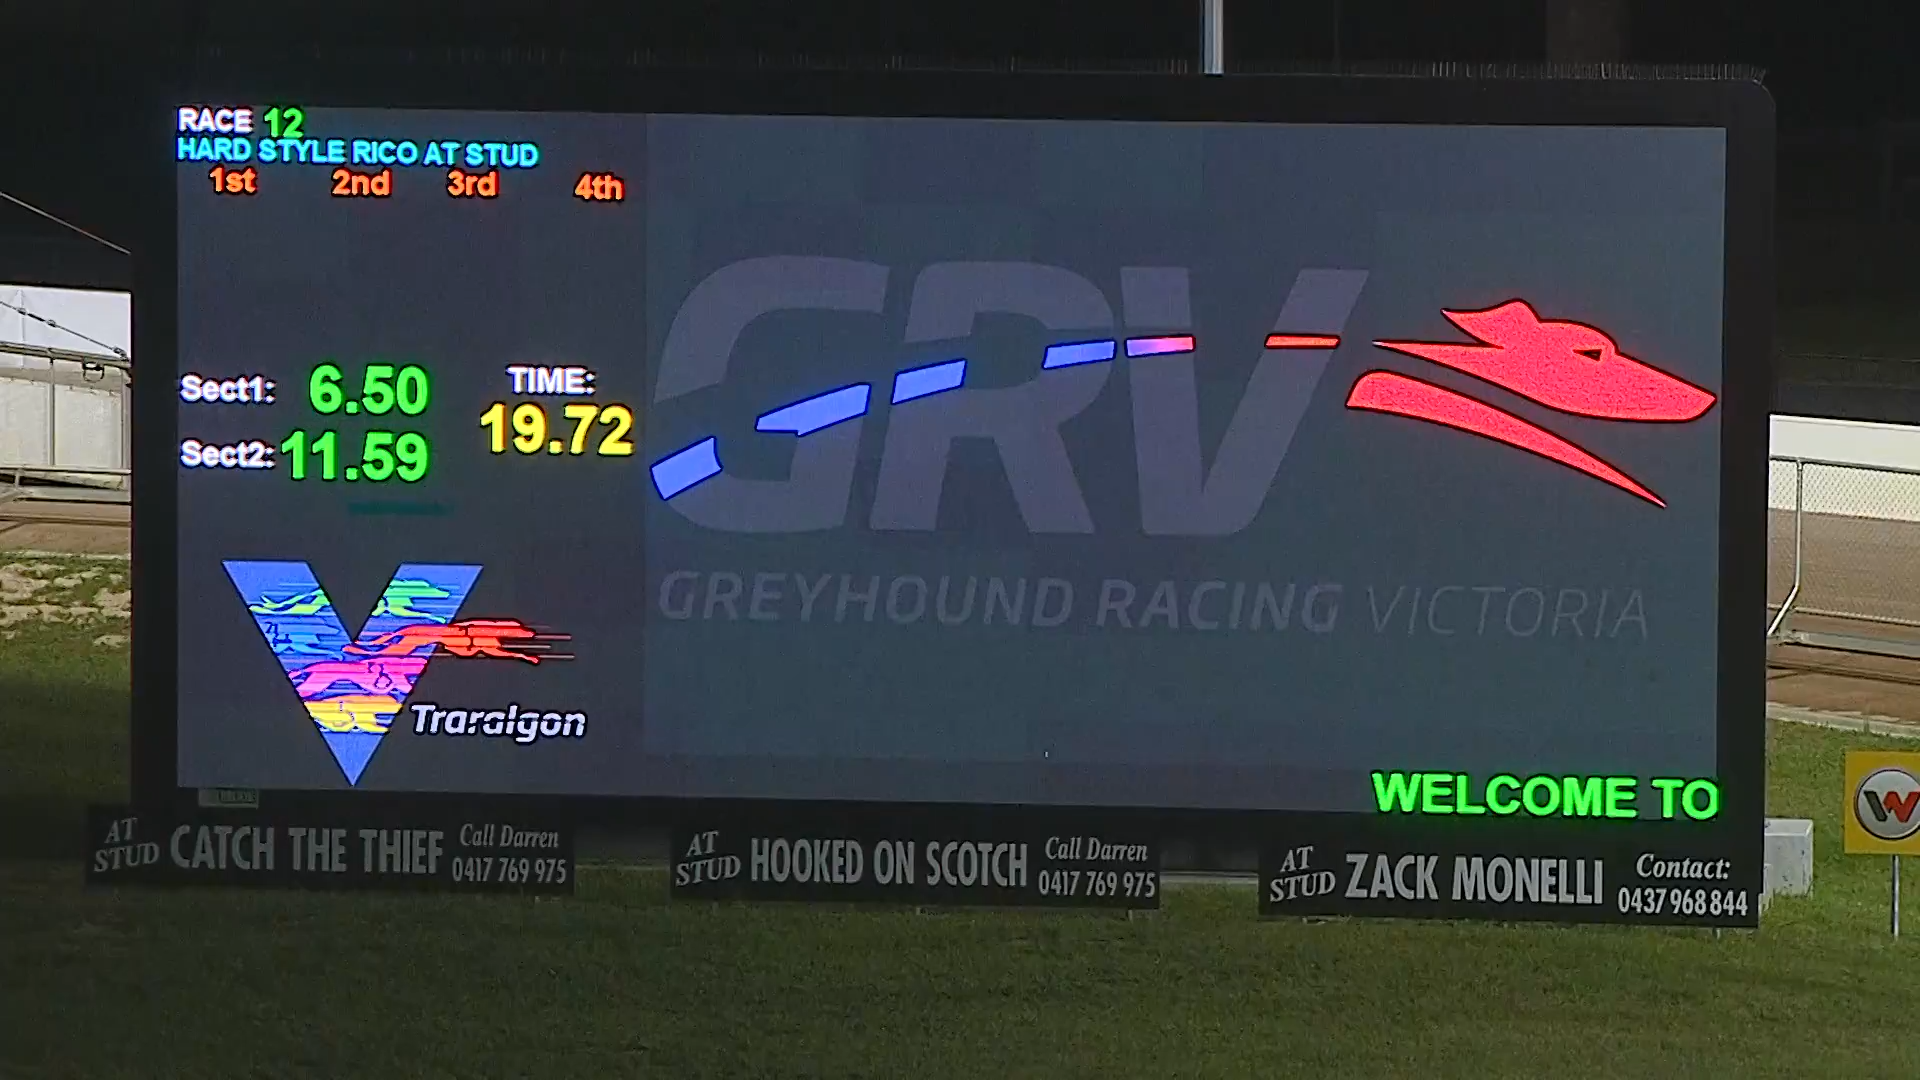 RACE 12
HARD STYLE RICO AT STUD
1st 2nd 3rd 4th
Sect1: 6.50
TIME:
19.72
Sect2: 11.59
GRV
GREYHOUND RACING VICTORIA
Traralgon
WELCOME TO
AT STUD CATCH THE THIEF Call Darren 0417 769 975
AT STUD HOOKED ON SCOTCH Call Darren 0417 769 975
AT STUD ZACK MONELLI Contact: 0437 968 844
W